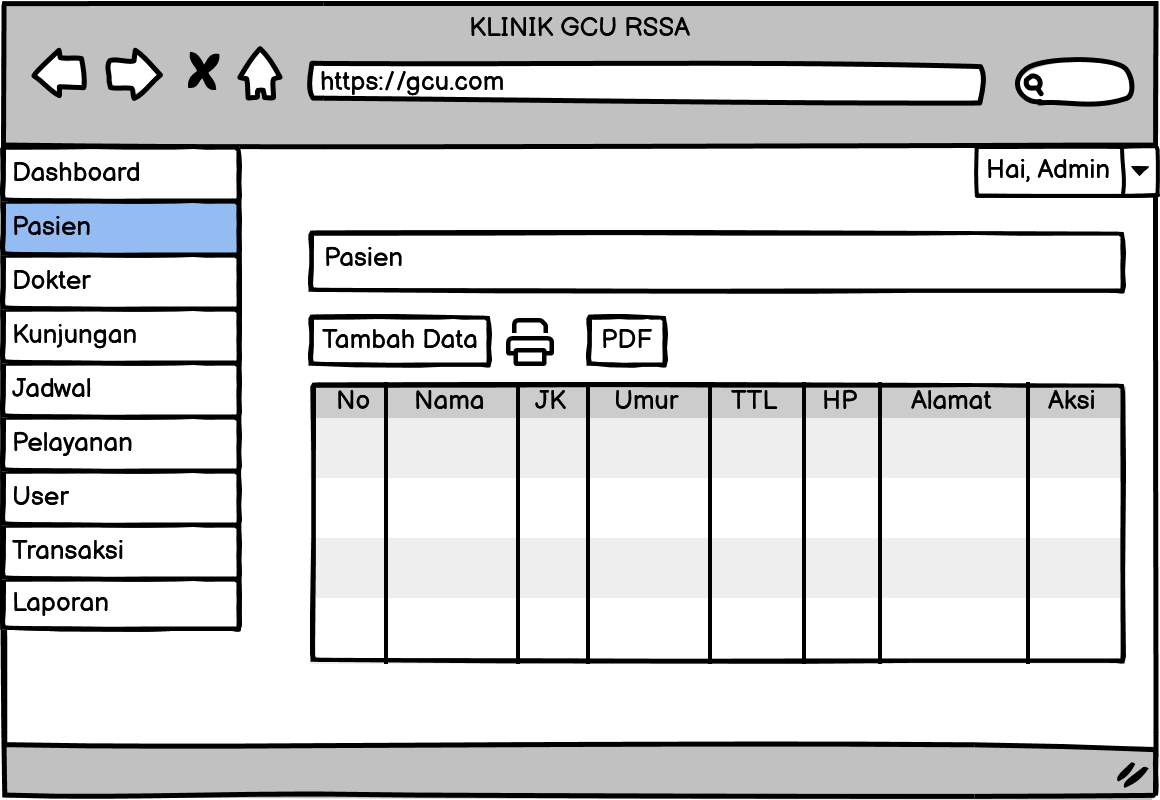 KLINIK GCU RSSA
https://gcu.com
Hai, Admin
Dashboard
Pasien
Dokter
Kunjungan
Jadwal
Pelayanan
User
Transaksi
Laporan
Pasien
Tambah Data
PDF
No Nama JK Umur TTL HP Alamat Aksi